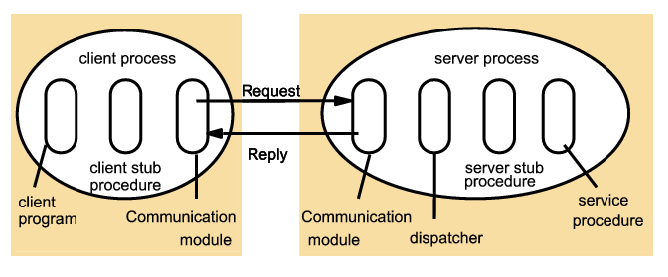 client process
server process
Request
Reply
client stub
procedure
server stub
procedure
client
program
Communication
module
Communication
module
dispatcher
service
procedure